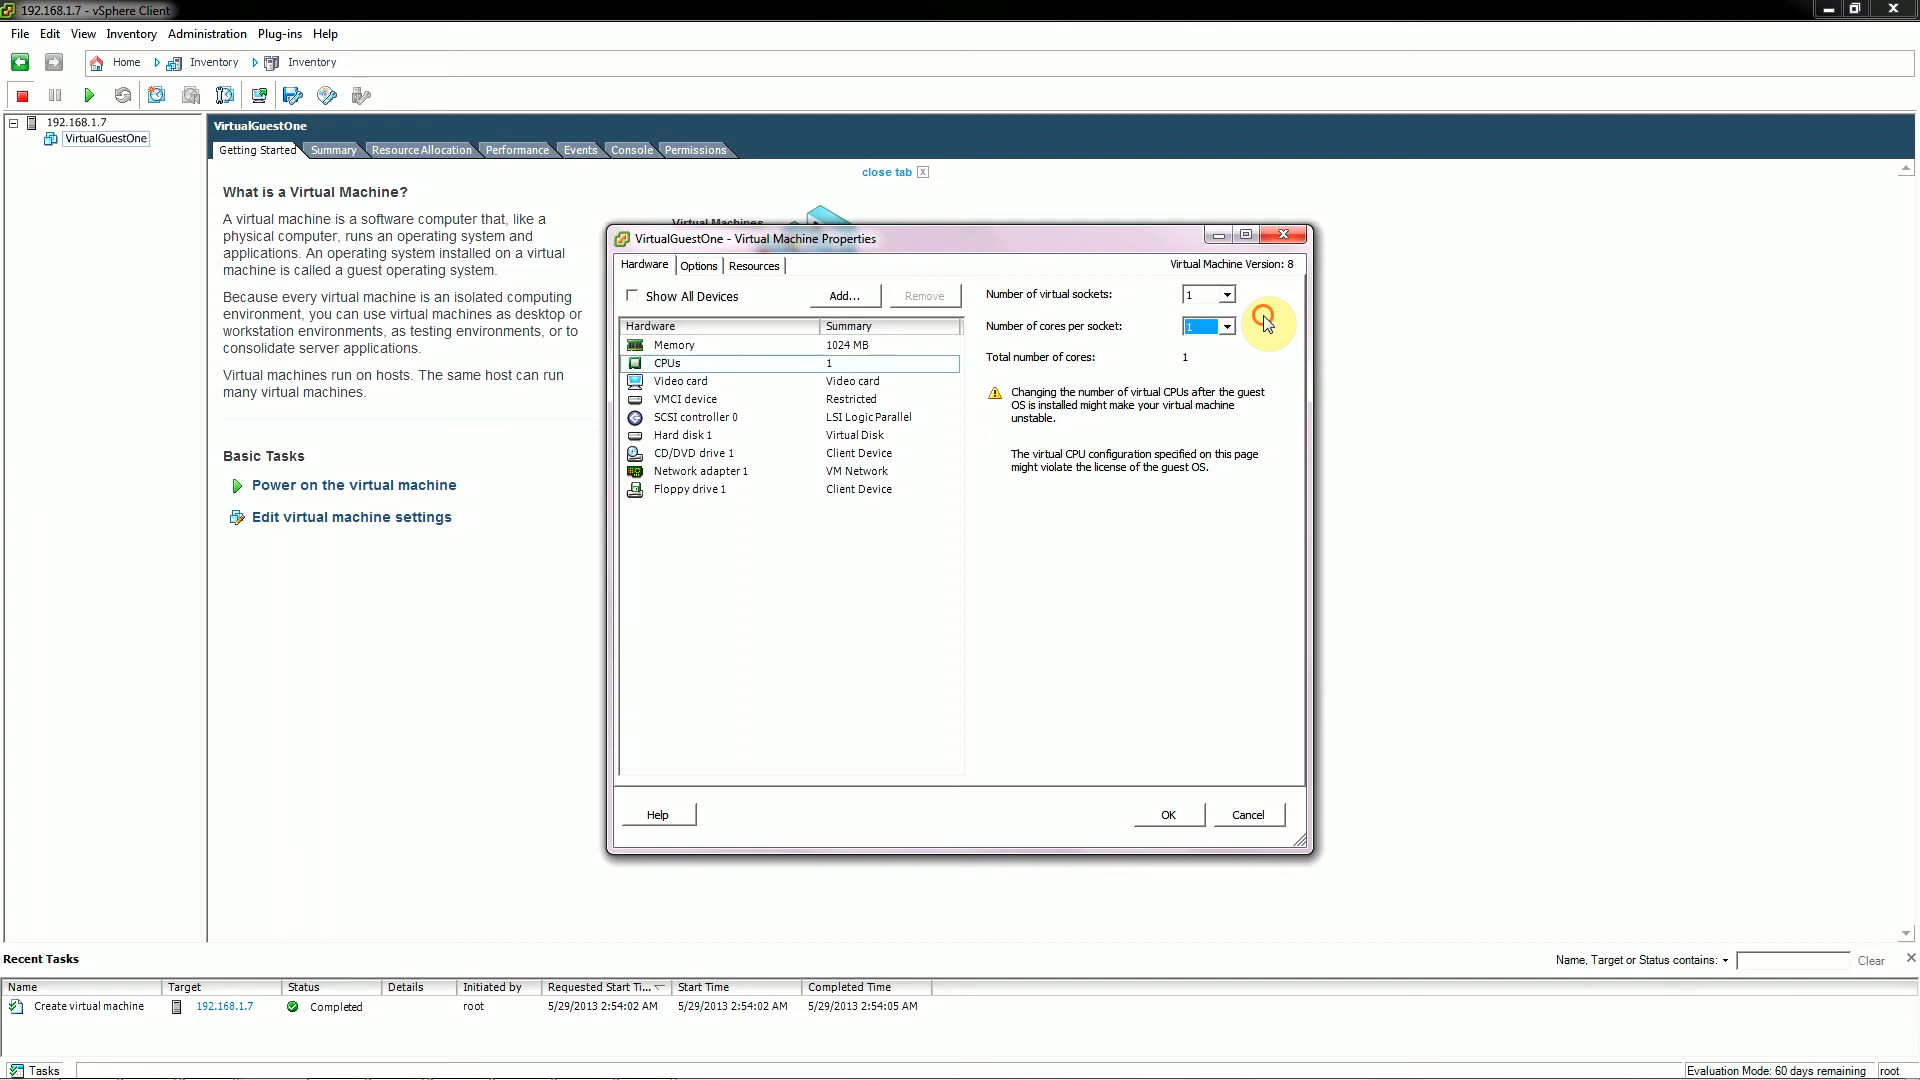 192.168.1.7 - vSphere Client
File Edit View Inventory Administration Plug-ins Help
Home Inventory Inventory
192.168.1.7
VirtualGuestOne
VirtualGuestOne
Getting Started Summary Resource Allocation Performance Events Console Permissions
close tab X
What is a Virtual Machine?
A virtual machine is a software computer that, like a
physical computer, runs an operating system and
applications. An operating system installed on a virtual
machine is called a guest operating system.
Because every virtual machine is an isolated computing
environment, you can use virtual machines as desktop or
workstation environments, as testing environments, or to
consolidate server applications.
Virtual machines run on hosts. The same host can run
many virtual machines.
Basic Tasks
Power on the virtual machine
Edit virtual machine settings
Virtual Machines
VirtualGuestOne - Virtual Machine Properties
Hardware Options Resources Virtual Machine Version: 8
Show All Devices Add... Remove
Hardware Summary
Memory 1024 MB
CPUs 1
Video card Video card
VMCI device Restricted
SCSI controller 0 LSI Logic Parallel
Hard disk 1 Virtual Disk
CD/DVD drive 1 Client Device
Network adapter 1 VM Network
Floppy drive 1 Client Device
Number of virtual sockets: 1
Number of cores per socket: 1
Total number of cores: 1
Changing the number of virtual CPUs after the guest
OS is installed might make your virtual machine
unstable.
The virtual CPU configuration specified on this page
might violate the license of the guest OS.
Help OK Cancel
Recent Tasks Name, Target or Status contains: Clear
Name Target Status Details Initiated by Requested Start Ti... Start Time Completed Time
Create virtual machine 192.168.1.7 Completed root 5/29/2013 2:54:02 AM 5/29/2013 2:54:02 AM 5/29/2013 2:54:05 AM
Tasks Evaluation Mode: 60 days remaining root